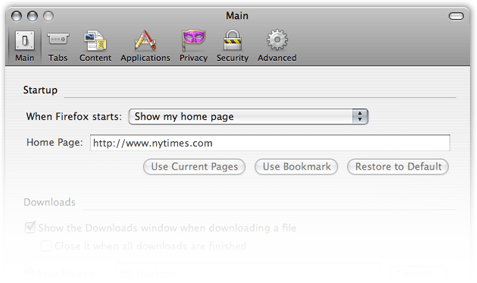 Main
Main Tabs Content Applications Privacy Security Advanced
Startup
When Firefox starts: Show my home page
Home Page: http://www.nytimes.com
Use Current Pages Use Bookmark Restore to Default
Downloads
Show the Downloads window when downloading a file
Close it when all downloads are finished